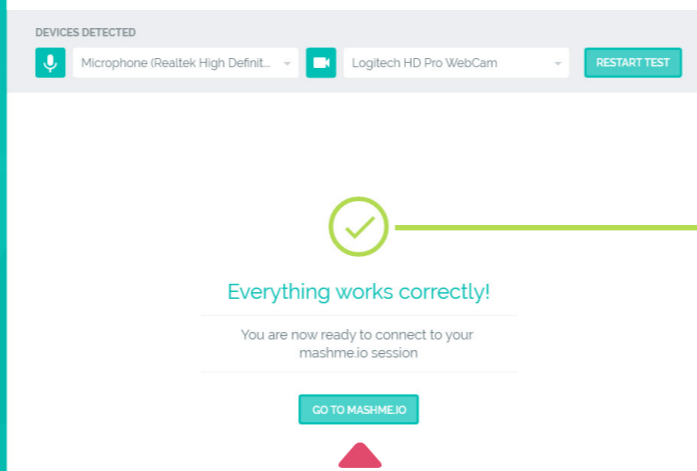 DEVICES DETECTED
Microphone (Realtek High Definit...
Logitech HD Pro WebCam
RESTART TEST
Everything works correctly!
You are now ready to connect to your
mashme.io session
GO TO MASHME.IO